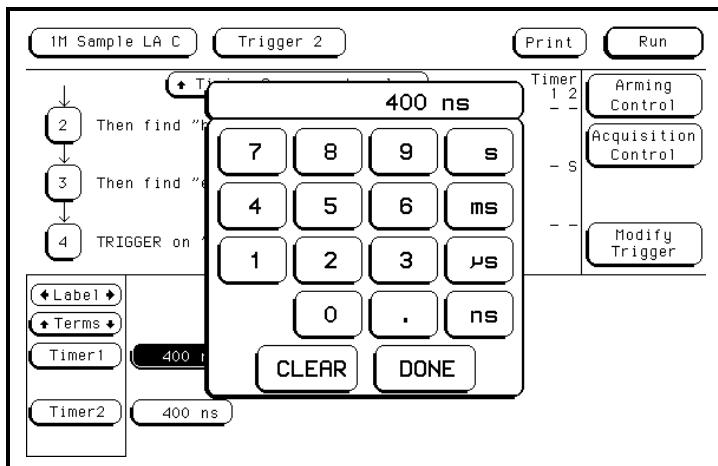 1M Sample LA C
Trigger 2
Print
Run
Timer
1 2
- -
Arming
Control
400 ns
2
Then find
7
8
9
s
Acquisition
Control
- S
3
Then find
4
5
6
ms
4
TRIGGER on
- -
Modify
Trigger
1
2
3
µs
Label
Terms
0
.
ns
Timer1
400
CLEAR
DONE
Timer2
400 ns